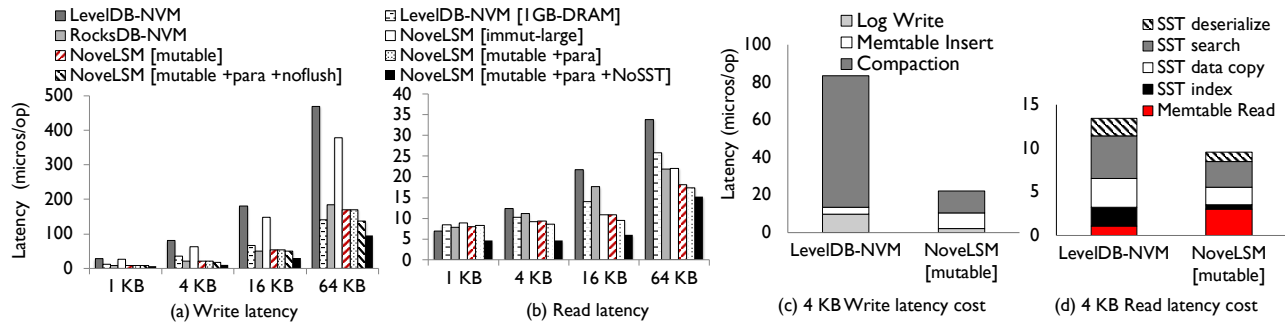 LevelDB-NVM
RocksDB-NVM
NoveLSM [mutable]
NoveLSM [mutable +para +noflush]
LevelDB-NVM [1GB-DRAM]
NoveLSM [immut-large]
NoveLSM [mutable +para]
NoveLSM [mutable +para +NoSST]
Latency (micros/op)
500
400
300
200
100
0
1 KB 4 KB 16 KB 64 KB
(a) Write latency
40
35
30
25
20
15
10
5
0
1 KB 4 KB 16 KB 64 KB
(b) Read latency
Log Write
Memtable Insert
Compaction
Latency (micros/op)
100
80
60
40
20
0
LevelDB-NVM NoveLSM
[mutable]
(c) 4 KB Write latency cost
SST deserialize
SST search
SST data copy
SST index
Memtable Read
15
10
5
0
LevelDB-NVM NoveLSM
[mutable]
(d) 4 KB Read latency cost